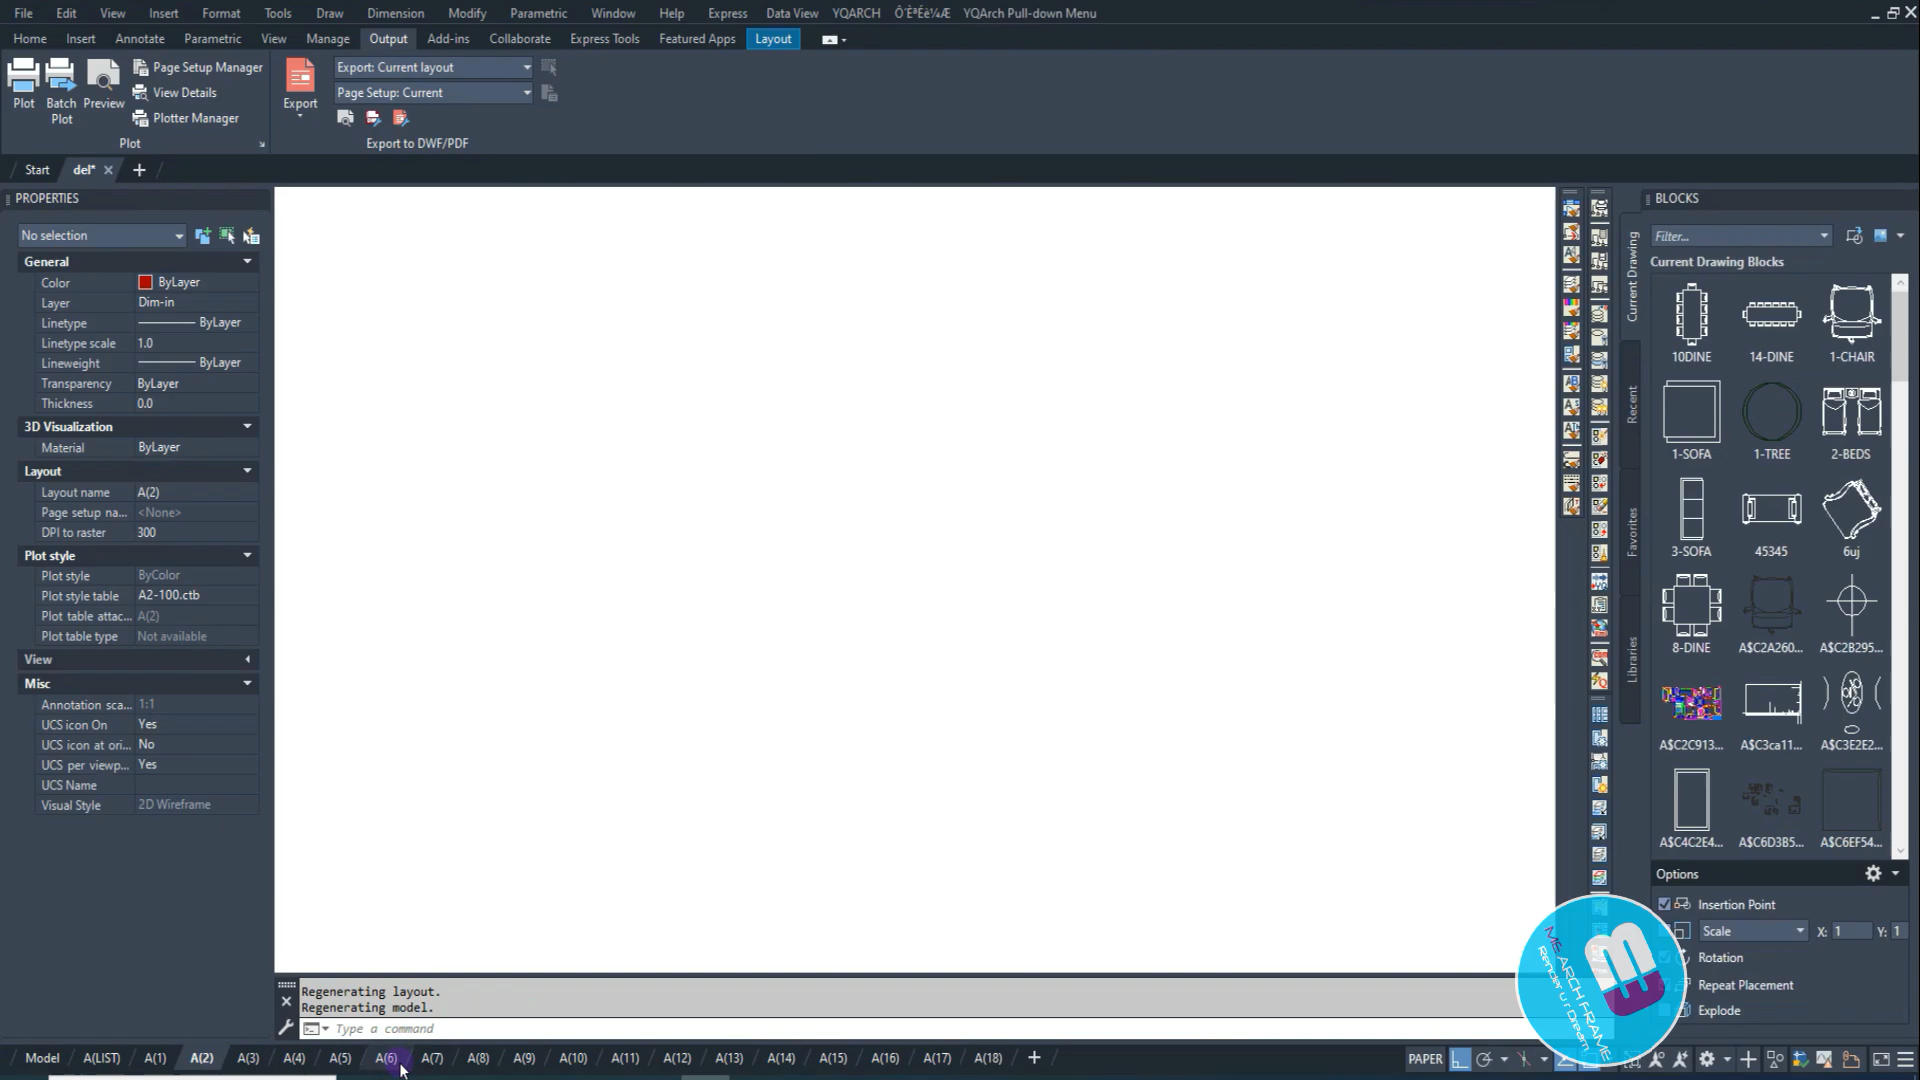 File Edit View Insert Format Tools Draw Dimension Modify Parametric Window Help Express Data View YQARCH Ô´ÈªÉè¼Æ YQArch Pull-down Menu
Home Insert Annotate Parametric View Manage Output Add-ins Collaborate Express Tools Featured Apps Layout
Plot
Batch Plot
Preview
Page Setup Manager
View Details
Plotter Manager
Export
Export: Current layout
Page Setup: Current
Plot
Export to DWF/PDF
Start del*
PROPERTIES
No selection
General
Color ByLayer
Layer Dim-in
Linetype ByLayer
Linetype scale 1.0
Lineweight ByLayer
Transparency ByLayer
Thickness 0.0
3D Visualization
Material ByLayer
Layout
Layout name A(2)
Page setup na... <None>
DPI to raster 300
Plot style
Plot style ByColor
Plot style table A2-100.ctb
Plot table attac... A(2)
Plot table type Not available
View
Misc
Annotation sca... 1:1
UCS icon On Yes
UCS icon at ori... No
UCS per viewp... Yes
UCS Name
Visual Style 2D Wireframe
Regenerating layout.
Regenerating model.
Type a command
BLOCKS
Filter...
Current Drawing Blocks
Current Drawing
Recent
Favorites
Libraries
10DINE 14-DINE 1-CHAIR
1-SOFA 1-TREE 2-BEDS
3-SOFA 45345 6uj
8-DINE A$C2A260... A$C2B295...
A$C2C913... A$C3ca11... A$C3E2E2...
A$C4C2E4... A$C6D3B5... A$C6EF54...
Options
Insertion Point
Scale X: 1 Y: 1
Rotation
Repeat Placement
Explode
ME ARCH FRAME
Render ur Dream
Model A(LIST) A(1) A(2) A(3) A(4) A(5) A(6) A(7) A(8) A(9) A(10) A(11) A(12) A(13) A(14) A(15) A(16) A(17) A(18)
PAPER